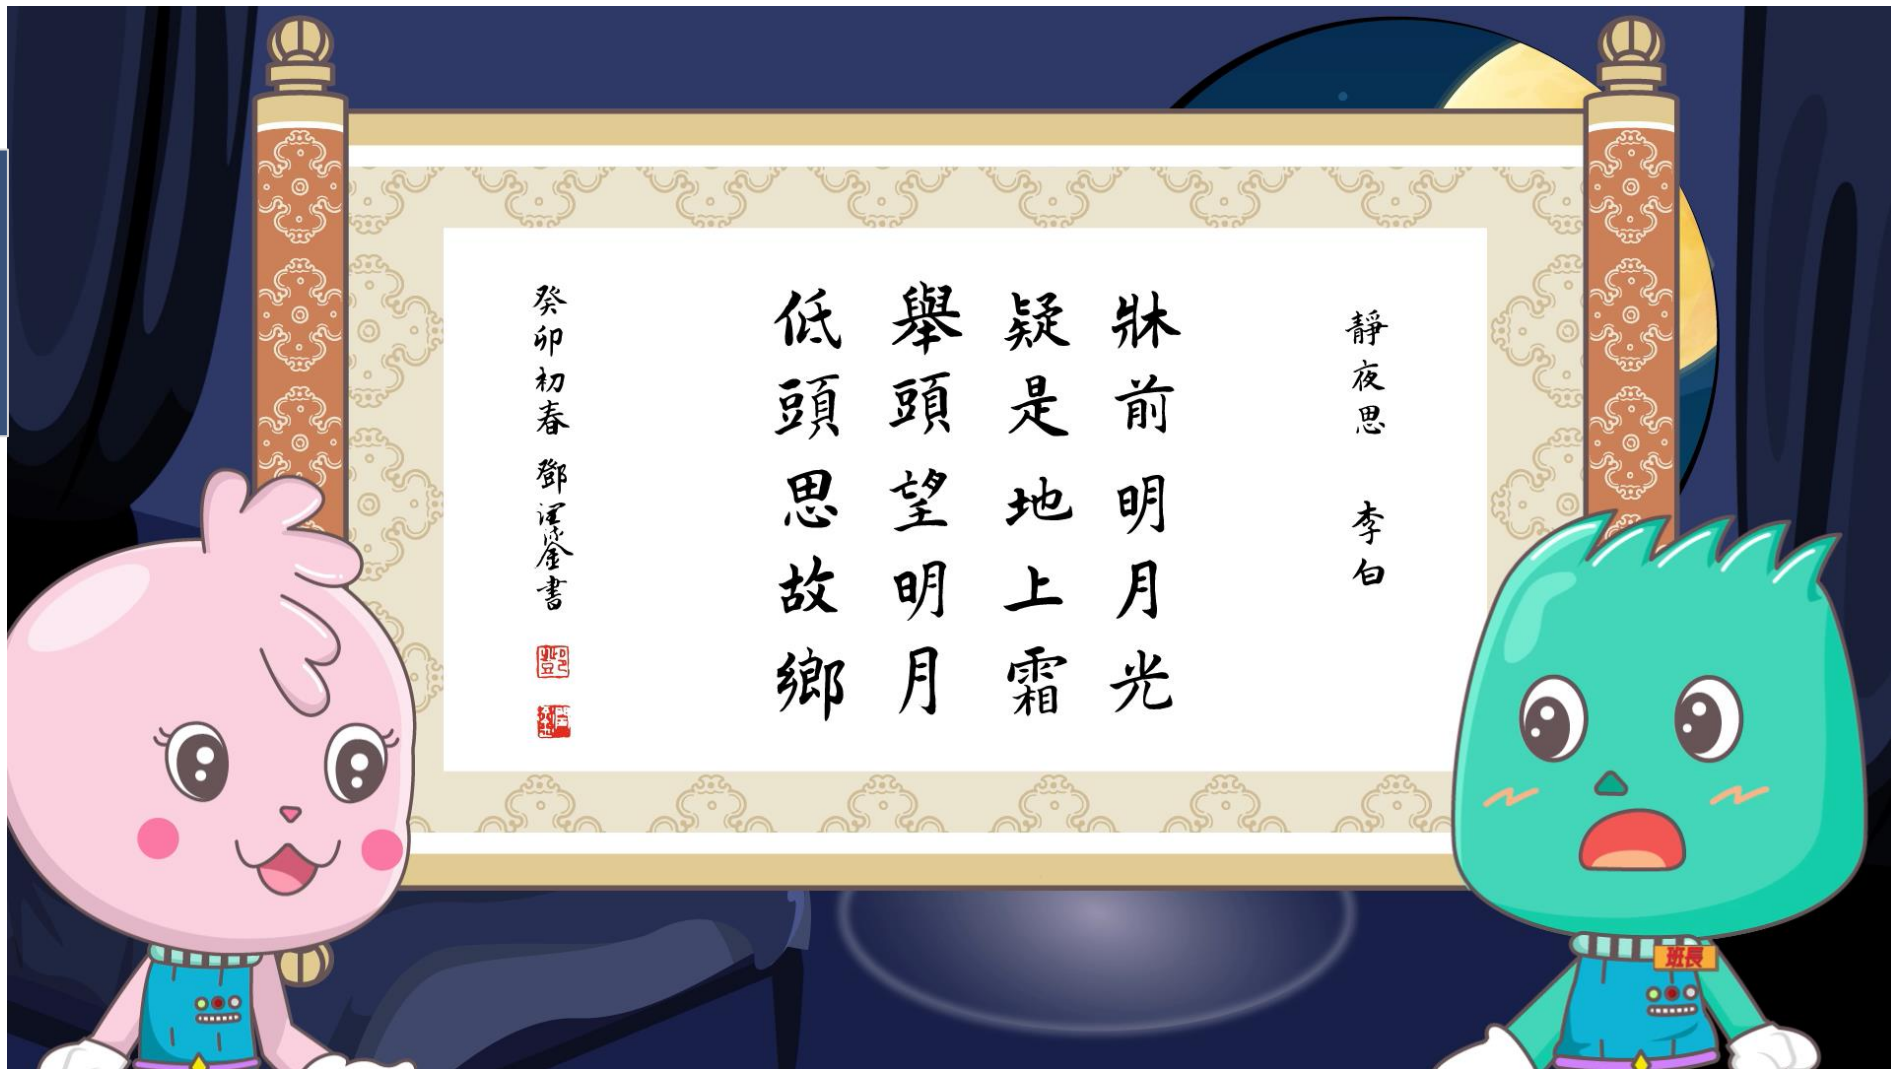 靜夜思 李白
牀前明月光
疑是地上霜
舉頭望明月
低頭思故鄉
癸卯初春 鄧 書
鄧
班長